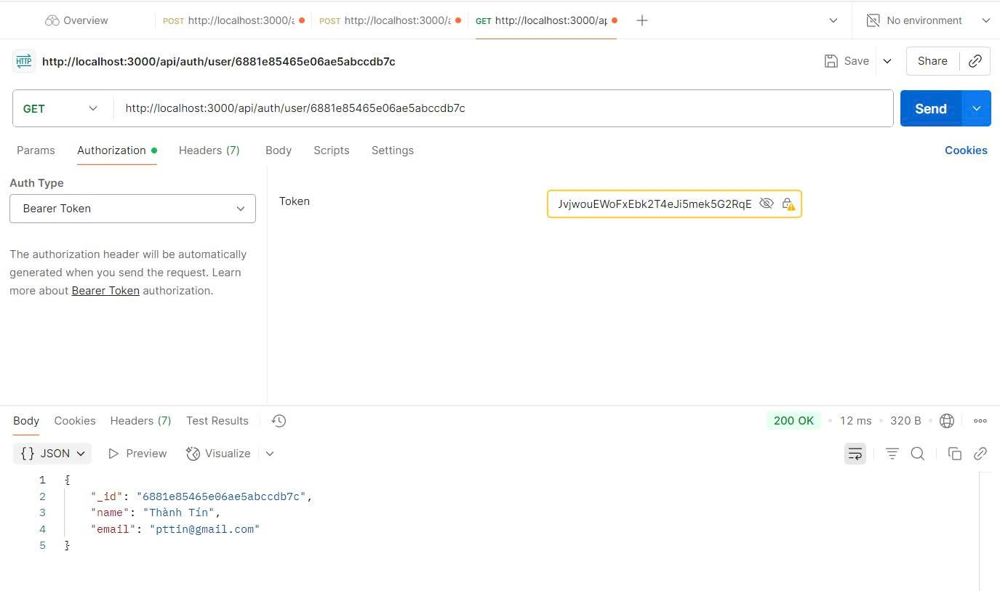 Overview
POST http://localhost:3000/a
POST http://localhost:3000/a
GET http://localhost:3000/ap
No environment
HTTP
http://localhost:3000/api/auth/user/6881e85465e06ae5abccdb7c
Save
Share
GET
http://localhost:3000/api/auth/user/6881e85465e06ae5abccdb7c
Send
Params Authorization Headers (7) Body Scripts Settings
Cookies
Auth Type
Bearer Token
Token
JvjwouEWoFxEbk2T4eJi5mek5G2RqE
The authorization header will be automatically
generated when you send the request. Learn
more about Bearer Token authorization.
Body Cookies Headers (7) Test Results
200 OK • 12 ms • 320 B •
{} JSON Preview Visualize
1 {
2 "_id": "6881e85465e06ae5abccdb7c",
3 "name": "Thành Tín",
4 "email": "pttin@gmail.com"
5 }